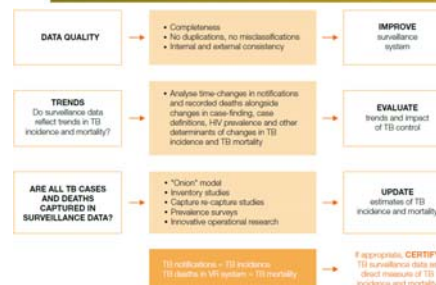 DATA QUALITY
• Completeness
• No duplications, no misclassifications
• Internal and external consistency
IMPROVE
surveillance
system
TRENDS
Do surveillance data
reflect trends in TB
incidence and mortality?
• Analyse time-changes in notifications
and recorded deaths alongside
changes in case-finding, case
definitions, HIV prevalence and other
determinants of changes in TB
incidence and TB mortality
EVALUATE
trends and impact
of TB control
ARE ALL TB CASES
AND DEATHS
CAPTURED IN
SURVEILLANCE DATA?
• "Onion" model
• Inventory studies
• Capture re-capture studies
• Prevalence surveys
• Innovative operational research
UPDATE
estimates of TB
incidence and mortality
TB notifications = TB incidence
TB deaths in VR system = TB mortality
If appropriate, CERTIFY
TB surveillance data as
direct measure of TB
incidence and mortality